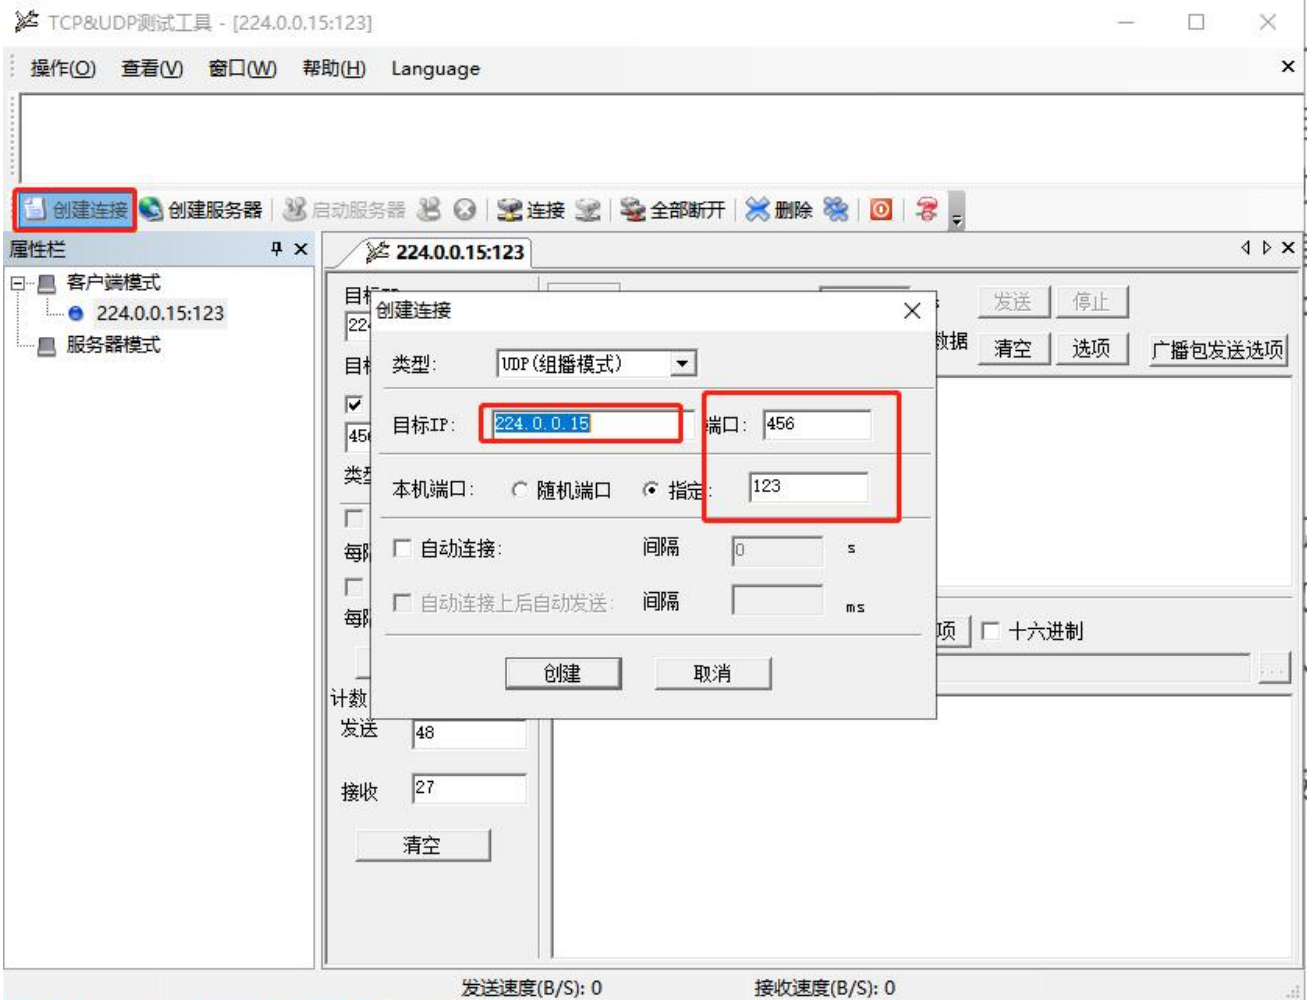 TCP&UDP测试工具 - [224.0.0.15:123]
操作(O) 查看(V) 窗口(W) 帮助(H) Language
创建连接 创建服务器 启动服务器 连接 全部断开 删除
属性栏
224.0.0.15:123
客户端模式
224.0.0.15:123
服务器模式
发送 停止
数据 清空 选项 广播包发送选项
创建连接
类型: UDP(组播模式)
目标IP: 224.0.0.15 端口: 456
本机端口: 随机端口 指定: 123
自动连接: 间隔 0 s
自动连接上后自动发送: 间隔 ms
创建 取消
项 十六进制
...
计数
发送 48
接收 27
清空
发送速度(B/S): 0 接收速度(B/S): 0